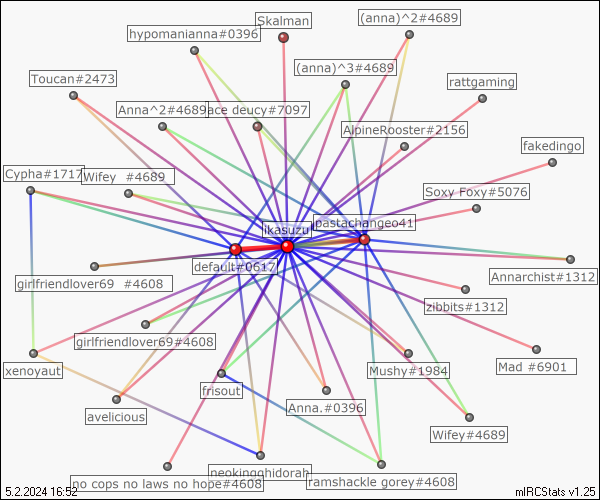 Skalman
(anna)^2#4689
hypomanianna#0396
(anna)^3#4689
Toucan#2473
rattgaming
Anna^2#4689
ace deucy#7097
AlpineRooster#2156
fakedingo
Cypha#1717
Wifey #4689
Soxy Foxy#5076
ikasuzu
pastachangeo41
default#0617
Annarchist#1312
girlfriendlover69 #4608
zibbits#1312
girlfriendlover69#4608
xenoyaut
Mushy#1984
Mad #6901
frisout
avelicious
Anna.#0396
Wifey#4689
neokingghidorah
no cops no laws no hope#4608
ramshackle gorey#4608
5.2.2024 16:52
mIRCStats v1.25